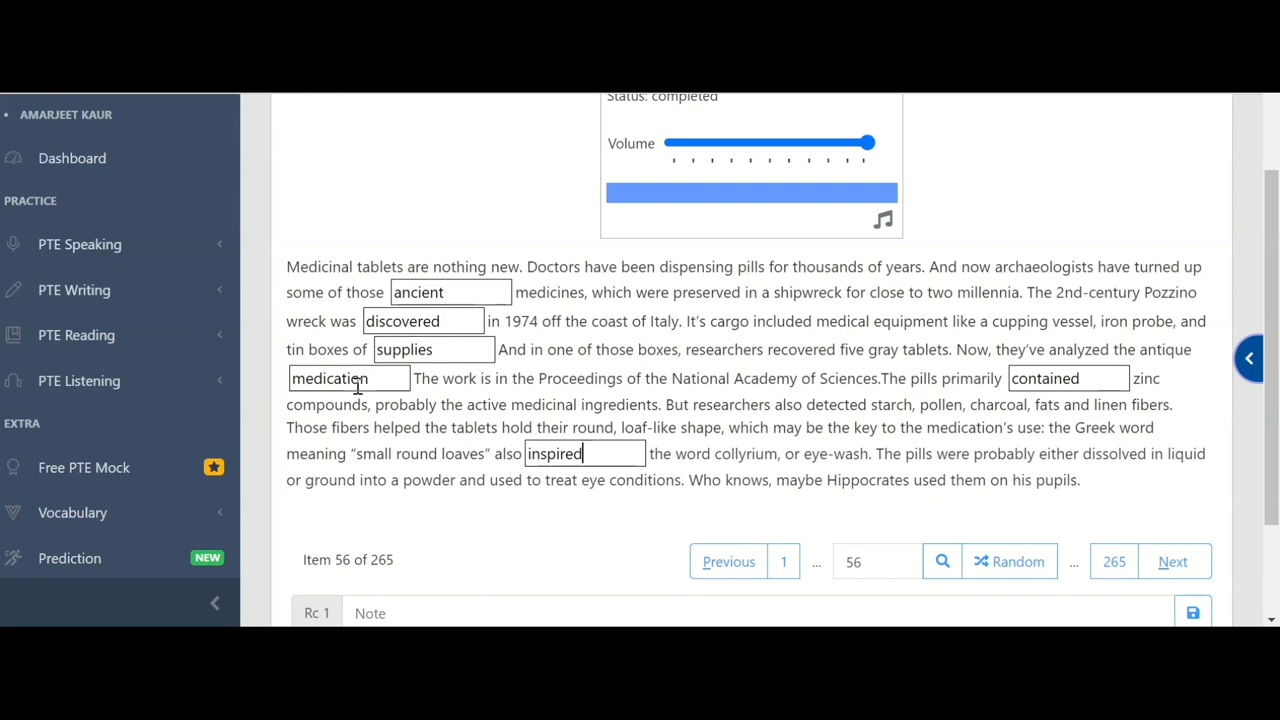 • AMARJEET KAUR
Dashboard
PRACTICE
PTE Speaking
PTE Writing
PTE Reading
PTE Listening
EXTRA
Free PTE Mock
Vocabulary
Prediction NEW
Status: completed
Volume
Medicinal tablets are nothing new. Doctors have been dispensing pills for thousands of years. And now archaeologists have turned up
some of those ancient medicines, which were preserved in a shipwreck for close to two millennia. The 2nd-century Pozzino
wreck was discovered in 1974 off the coast of Italy. It's cargo included medical equipment like a cupping vessel, iron probe, and
tin boxes of supplies And in one of those boxes, researchers recovered five gray tablets. Now, they've analyzed the antique
medication The work is in the Proceedings of the National Academy of Sciences.The pills primarily contained zinc
compounds, probably the active medicinal ingredients. But researchers also detected starch, pollen, charcoal, fats and linen fibers.
Those fibers helped the tablets hold their round, loaf-like shape, which may be the key to the medication's use: the Greek word
meaning “small round loaves” also inspired the word collyrium, or eye-wash. The pills were probably either dissolved in liquid
or ground into a powder and used to treat eye conditions. Who knows, maybe Hippocrates used them on his pupils.
Item 56 of 265
Previous 1 ... 56 Random ... 265 Next
Rc 1 Note